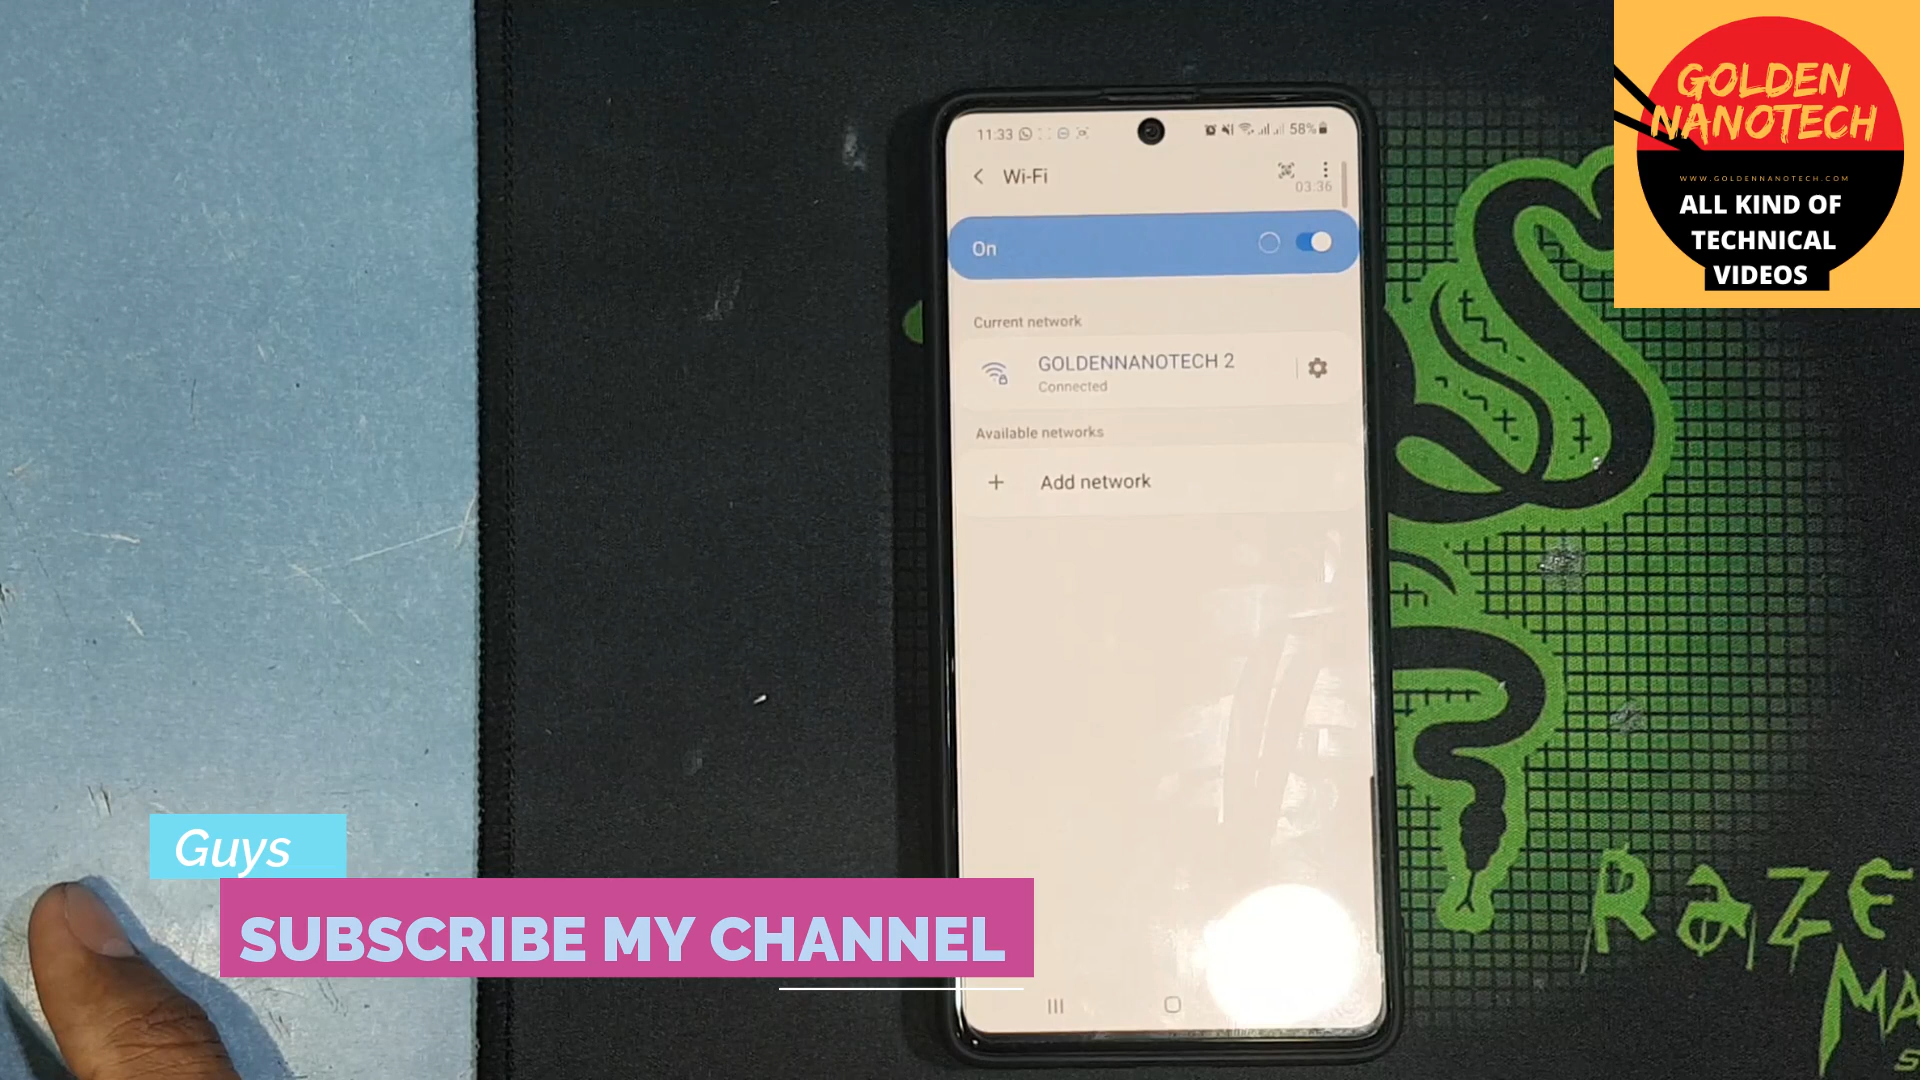 11:33
58%
Wi-Fi
03:36
On
Current network
GOLDENNANOTECH 2
Connected
Available networks
Add network
GOLDEN
NANOTECH
WWW.GOLDENNANOTECH.COM
ALL KIND OF
TECHNICAL
VIDEOS
Guys
SUBSCRIBE MY CHANNEL
RaZE
MA
S